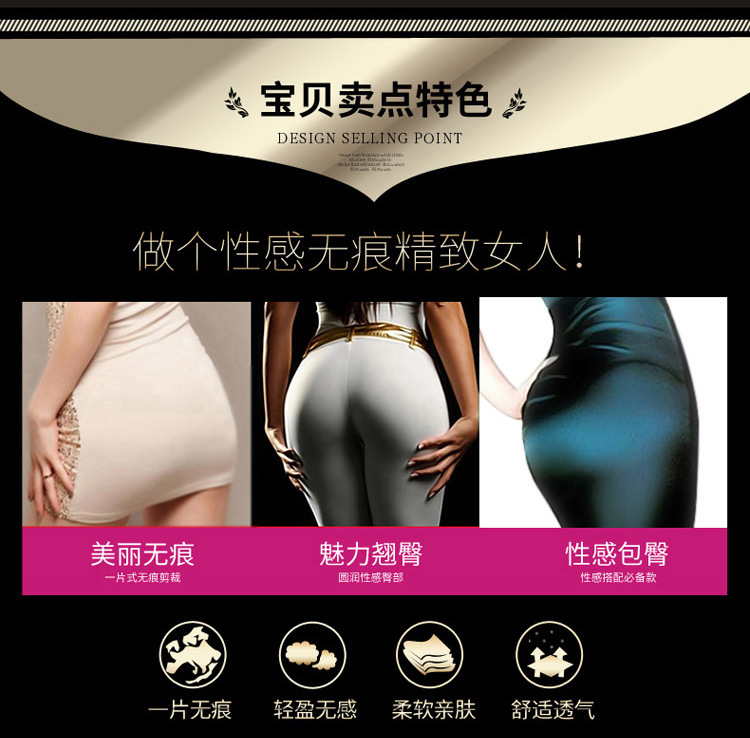 宝贝卖点特色
DESIGN SELLING POINT
做个性感无痕精致女人！
美丽无痕
一片式无痕剪裁
魅力翘臀
圆润性感臀部
性感包臀
性感搭配必备款
一片无痕
轻盈无感
柔软亲肤
舒适透气